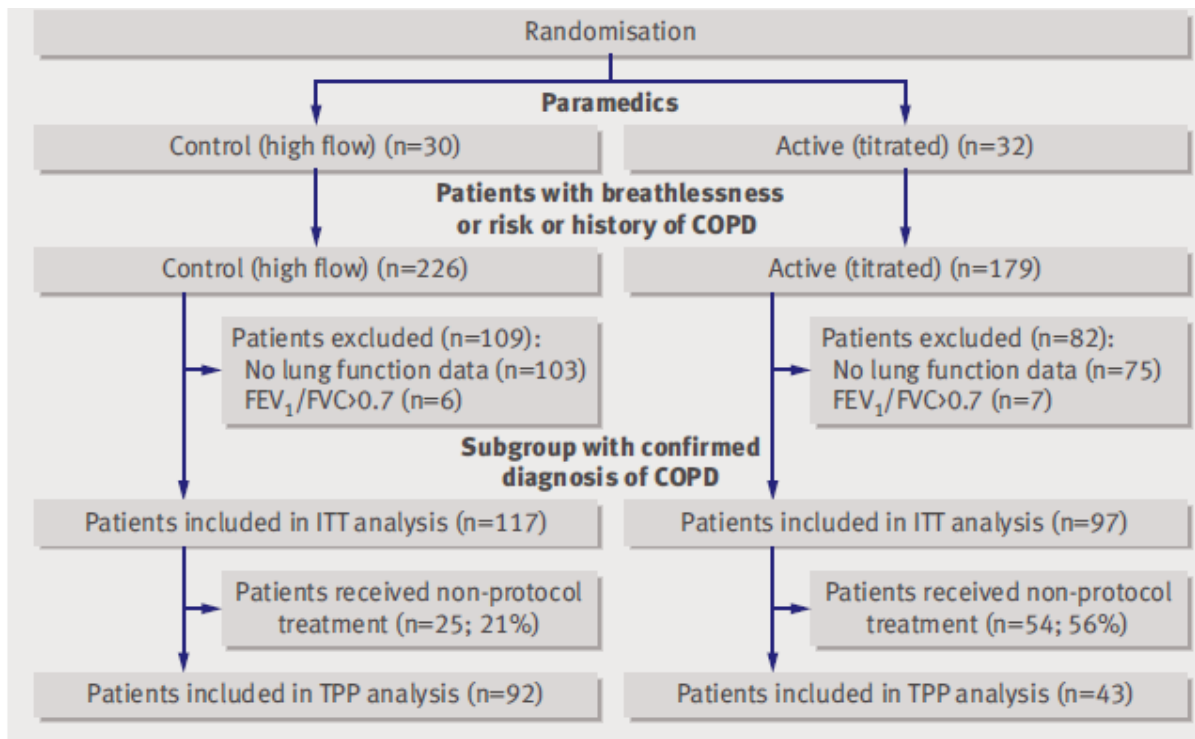 Randomisation
Paramedics
Control (high flow) (n=30)
Active (titrated) (n=32)
Patients with breathlessness
or risk or history of COPD
Control (high flow) (n=226)
Active (titrated) (n=179)
Patients excluded (n=109):
No lung function data (n=103)
FEV₁/FVC>0.7 (n=6)
Patients excluded (n=82):
No lung function data (n=75)
FEV₁/FVC>0.7 (n=7)
Subgroup with confirmed
diagnosis of COPD
Patients included in ITT analysis (n=117)
Patients included in ITT analysis (n=97)
Patients received non-protocol
treatment (n=25; 21%)
Patients received non-protocol
treatment (n=54; 56%)
Patients included in TPP analysis (n=92)
Patients included in TPP analysis (n=43)